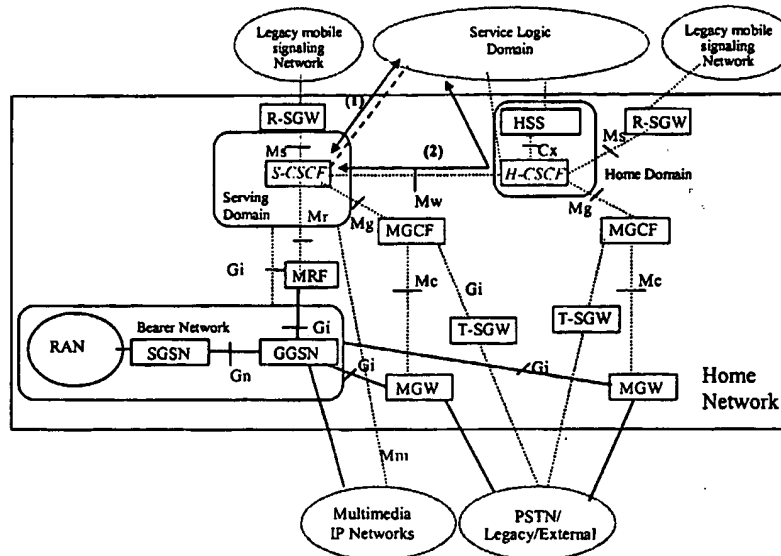 Legacy mobile
signaling
Network
Service Logic
Domain
Legacy mobile
signaling
Network
(1)
R-SGW
HSS
R-SGW
Ms
(2)
Cx
Ms
S-CSCF
H-CSCF
Home Domain
Serving
Domain
Mr
Mg
Mw
Mg
MGCF
MGCF
Gi
MRF
Mc
Gi
Mc
Bearer Network
Gi
T-SGW
T-SGW
RAN
SGSN
GGSN
Gn
Gi
Gi
MGW
MGW
Home
Network
Mm
Multimedia
IP Networks
PSTN/
Legacy/External